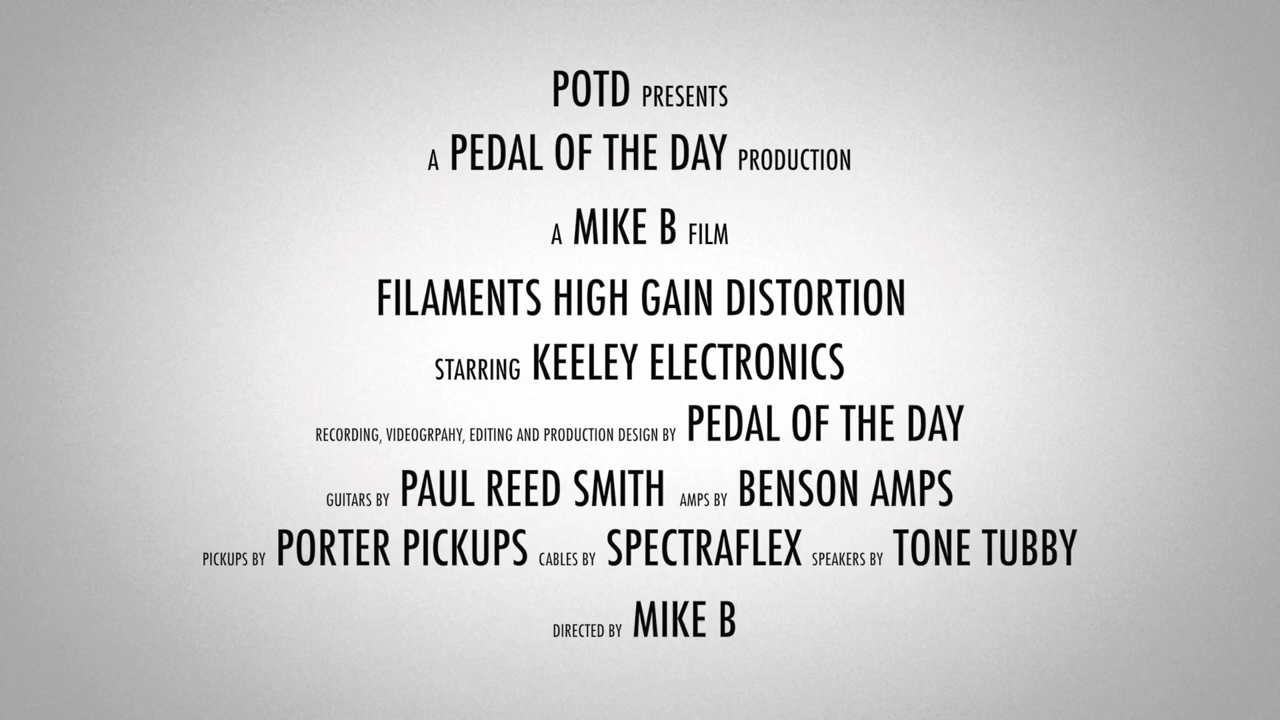 POTD PRESENTS
A PEDAL OF THE DAY PRODUCTION
A MIKE B FILM
FILAMENTS HIGH GAIN DISTORTION
STARRING KEELEY ELECTRONICS
RECORDING, VIDEOGRPAHY, EDITING AND PRODUCTION DESIGN BY PEDAL OF THE DAY
GUITARS BY PAUL REED SMITH AMPS BY BENSON AMPS
PICKUPS BY PORTER PICKUPS CABLES BY SPECTRAFLEX SPEAKERS BY TONE TUBBY
DIRECTED BY MIKE B